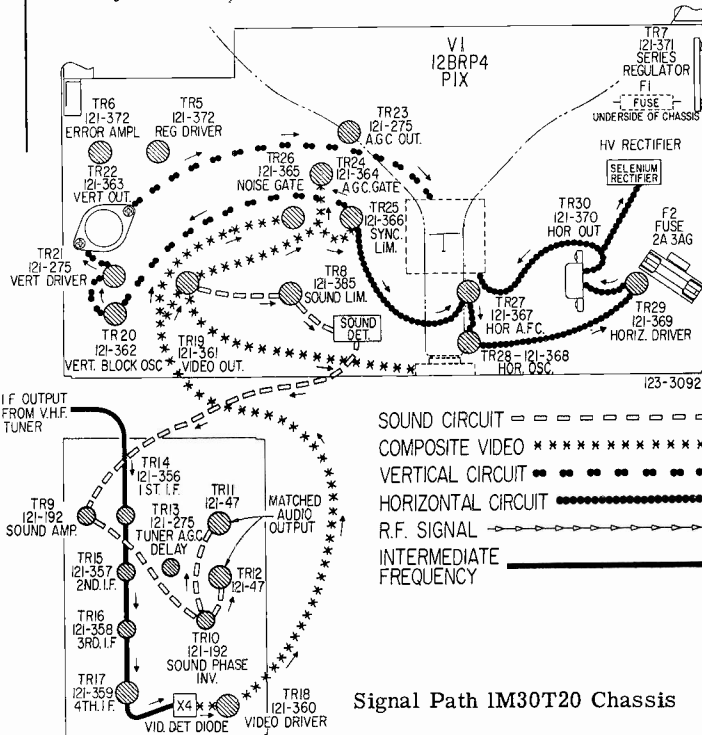 V1
12BRP4
PIX
TR7
121-371
SERIES
REGULATOR
F1
FUSE
UNDERSIDE OF CHASSIS
TR6
121-372
ERROR AMPL
TR5
121-372
REG DRIVER
TR23
121-275
A.G.C OUT.
HV RECTIFIER
SELENIUM
RECTIFIER
TR22
121-363
VERT OUT.
TR26
121-365
NOISE GATE
TR24
121-364
A.G.C.GATE
TR25
121-366
SYNC.
LIM.
TR30
121-370
HOR OUT
F2
FUSE
2A 3AG
TR21
121-275
VERT DRIVER
TR8
121-385
SOUND LIM.
SOUND
DET.
TR27
121-367
HOR A.F.C.
TR29
121-369
HORIZ. DRIVER
TR20
121-362
VERT. BLOCK OSC
TR19
121-361
VIDEO OUT.
TR28-121-368
HOR. OSC.
123-3092
I F OUTPUT
FROM V.H.F.
TUNER
SOUND CIRCUIT
COMPOSITE VIDEO
VERTICAL CIRCUIT
HORIZONTAL CIRCUIT
R.F. SIGNAL
INTERMEDIATE
FREQUENCY
TR14
121-356
1 ST. I.F.
TR9
121-192
SOUND AMP.
TR13
121-275
TUNER A.G.C.
DELAY
TR11
121-47
MATCHED
AUDIO
OUTPUT
TR15
121-357
2ND. I.F.
TR12
121-47
TR16
121-358
3RD. I.F
TR10
121-192
SOUND PHASE
INV.
TR17
121-359
4TH. I.F.
X4
VID. DET DIODE
TR18
121-360
VIDEO DRIVER
Signal Path 1M30T20 Chassis